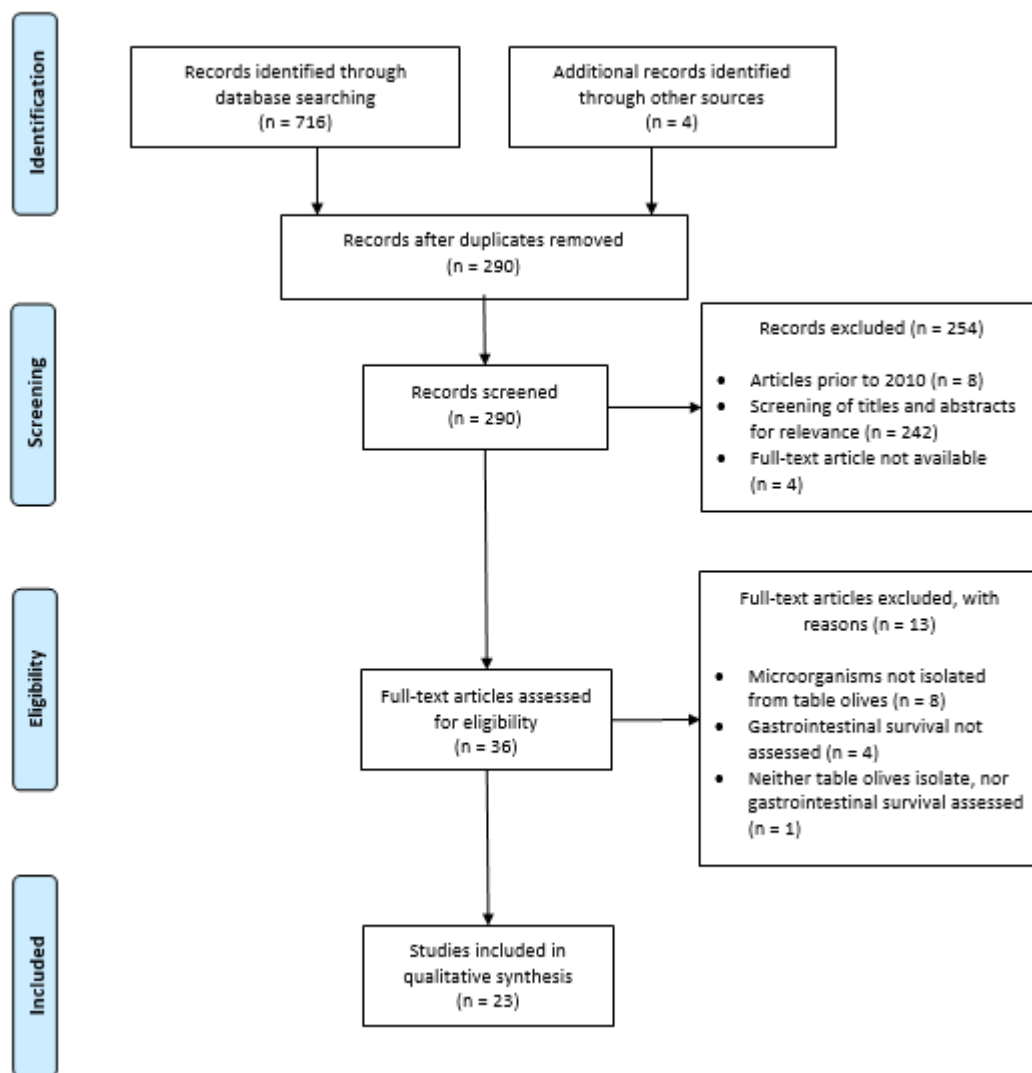 Identification
Records identified through
database searching
(n = 716)
Additional records identified
through other sources
(n = 4)
Records after duplicates removed
(n = 290)
Screening
Records screened
(n = 290)
Records excluded (n = 254)
• Articles prior to 2010 (n = 8)
• Screening of titles and abstracts
for relevance (n = 242)
• Full-text article not available
(n = 4)
Eligibility
Full-text articles assessed
for eligibility
(n = 36)
Full-text articles excluded, with
reasons (n = 13)
• Microorganisms not isolated
from table olives (n = 8)
• Gastrointestinal survival not
assessed (n = 4)
• Neither table olives isolate, nor
gastrointestinal survival assessed
(n = 1)
Included
Studies included in
qualitative synthesis
(n = 23)